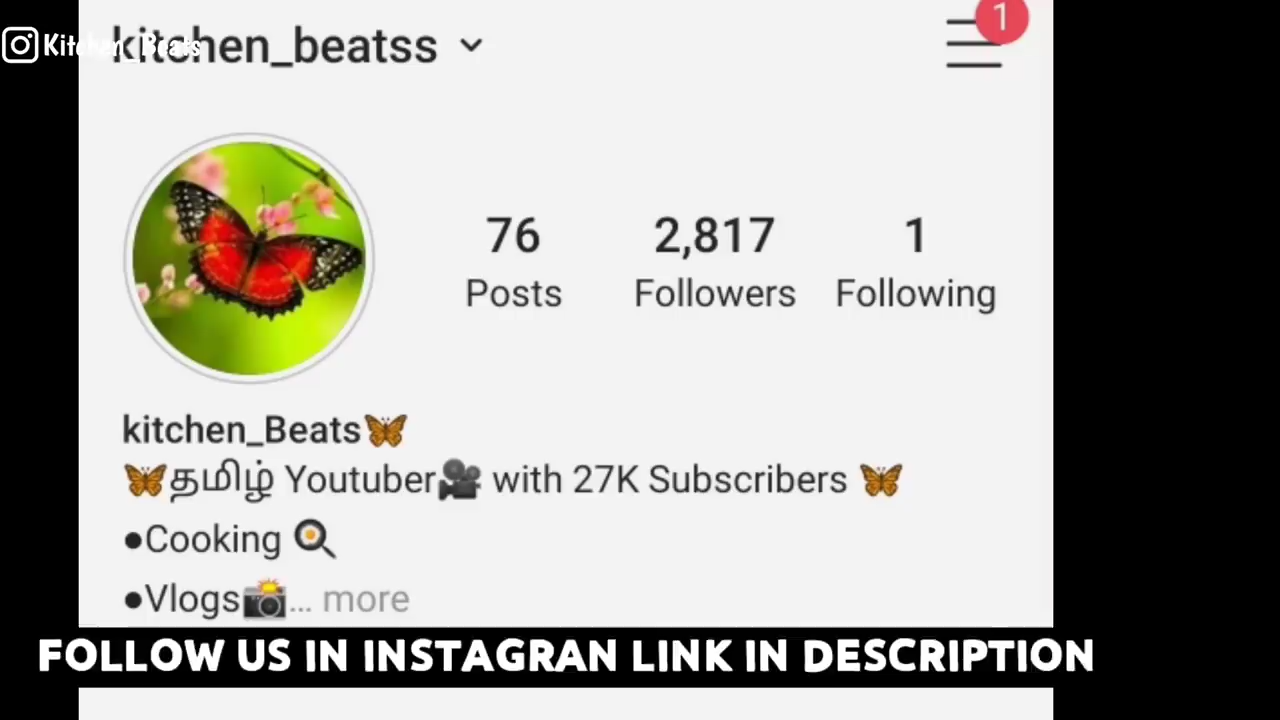 Kitchen_Beats
kitchen_beatss
1
76 2,817 1
Posts Followers Following
kitchen_Beats🦋
🦋தமிழ் Youtuber🎥 with 27K Subscribers 🦋
●Cooking 🍳
●Vlogs📸... more
FOLLOW US IN INSTAGRAN LINK IN DESCRIPTION